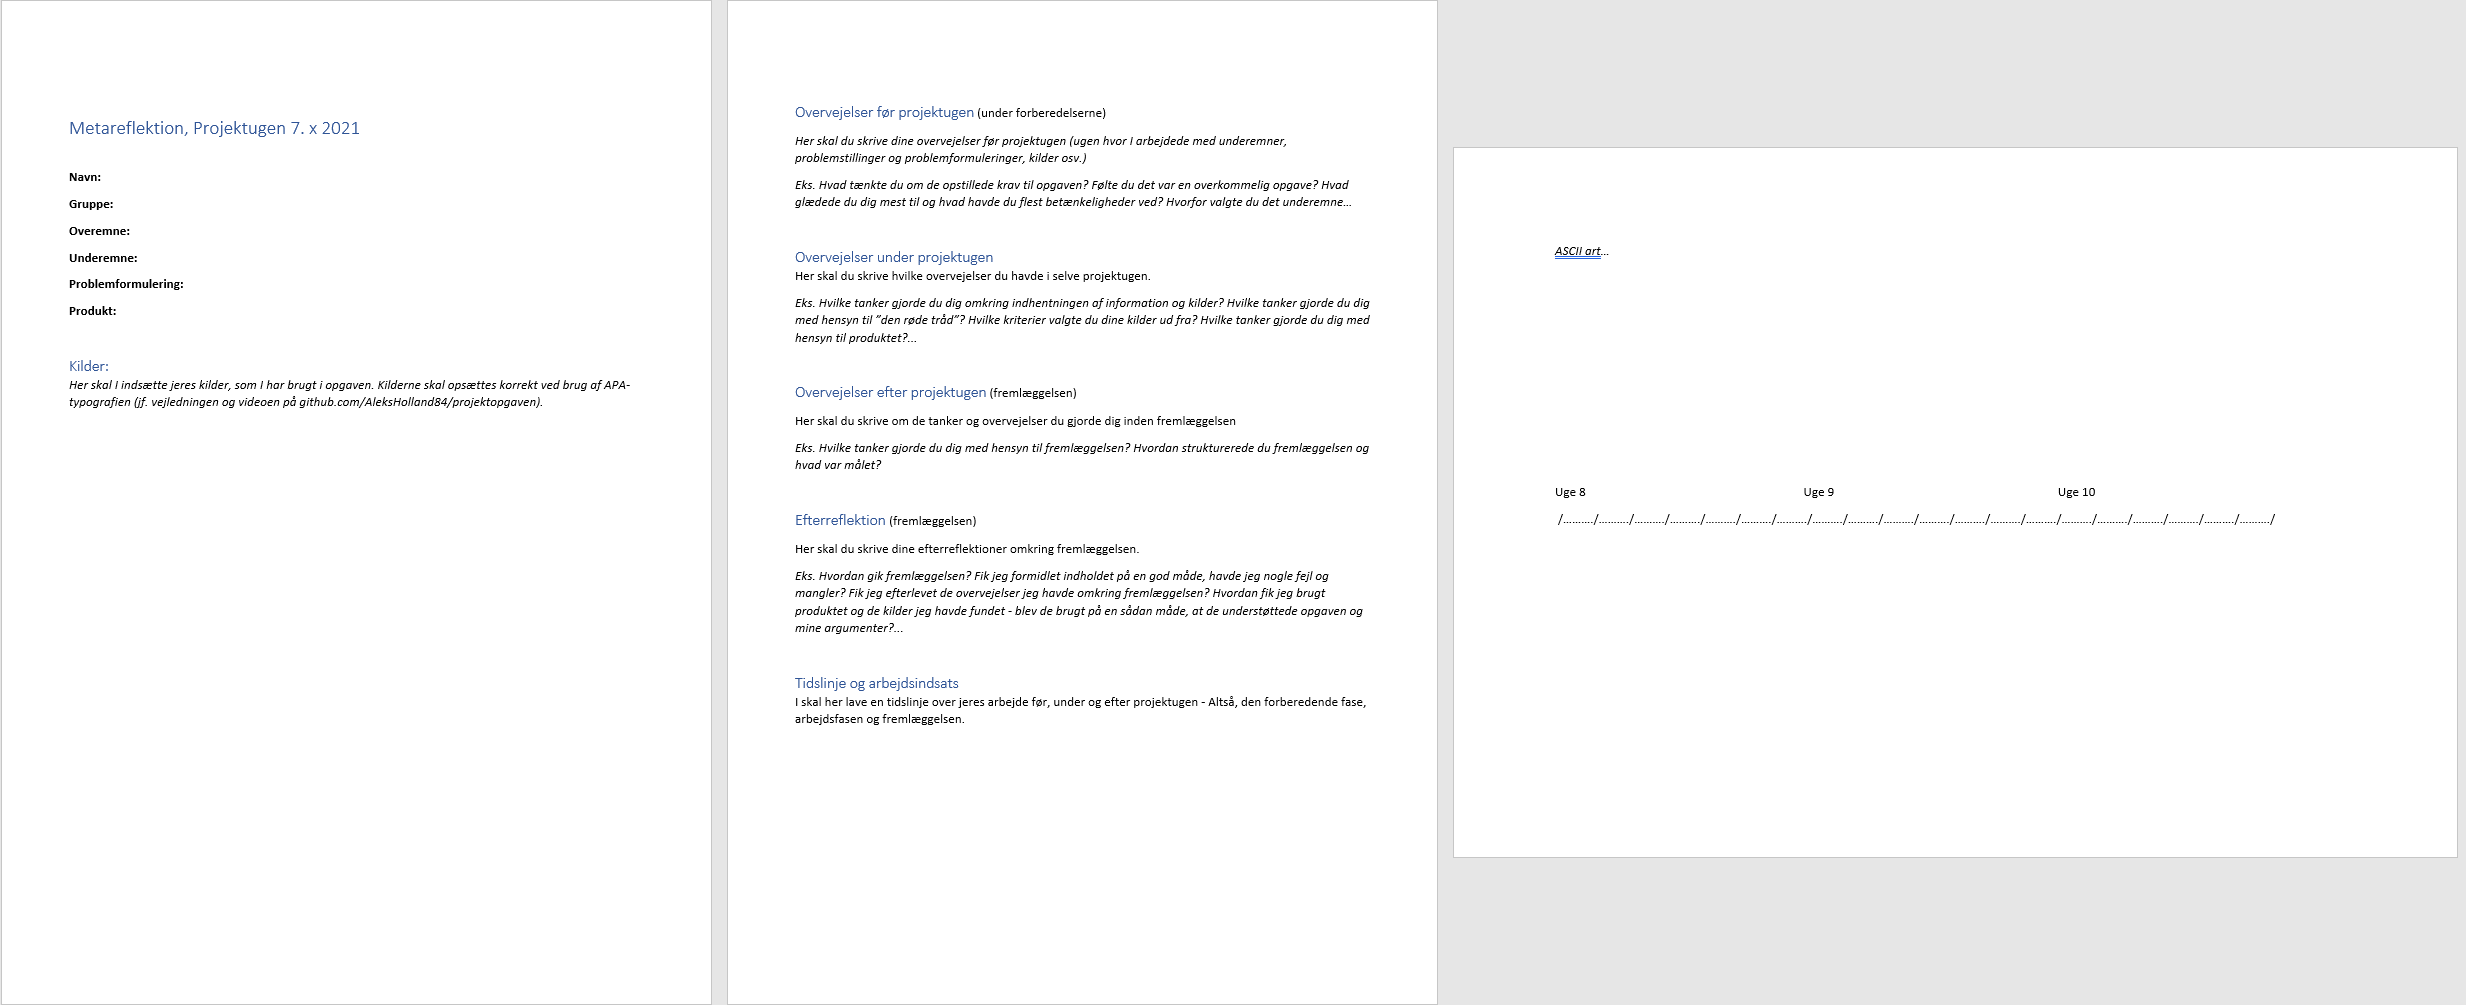 Metareflektion, Projektugen 7. x 2021
Navn:
Gruppe:
Overemne:
Underemne:
Problemformulering:
Produkt:
Kilder:
Her skal I indsætte jeres kilder, som I har brugt i opgaven. Kilderne skal opsættes korrekt ved brug af APA-
typografien (jf. vejledningen og videoen på github.com/AleksHolland84/projektopgaven).
Overvejelser før projektugen (under forberedelserne)
Her skal du skrive dine overvejelser før projektugen (ugen hvor I arbejdede med underemner,
problemstillinger og problemformuleringer, kilder osv.)
Eks. Hvad tænkte du om de opstillede krav til opgaven? Følte du det var en overkommelig opgave? Hvad
glædede du dig mest til og hvad havde du flest betænkeligheder ved? Hvorfor valgte du det underemne...
Overvejelser under projektugen
Her skal du skrive hvilke overvejelser du havde i selve projektugen.
Eks. Hvilke tanker gjorde du dig omkring indhentningen af information og kilder? Hvilke tanker gjorde du dig
med hensyn til ”den røde tråd”? Hvilke kriterier valgte du dine kilder ud fra? Hvilke tanker gjorde du dig med
hensyn til produktet?...
Overvejelser efter projektugen (fremlæggelsen)
Her skal du skrive om de tanker og overvejelser du gjorde dig inden fremlæggelsen
Eks. Hvilke tanker gjorde du dig med hensyn til fremlæggelsen? Hvordan strukturerede du fremlæggelsen og
hvad var målet?
Efterreflektion (fremlæggelsen)
Her skal du skrive dine efterreflektioner omkring fremlæggelsen.
Eks. Hvordan gik fremlæggelsen? Fik jeg formidlet indholdet på en god måde, havde jeg nogle fejl og
mangler? Fik jeg efterlevet de overvejelser jeg havde omkring fremlæggelsen? Hvordan fik jeg brugt
produktet og de kilder jeg havde fundet - blev de brugt på en sådan måde, at de understøttede opgaven og
mine argumenter?...
Tidslinje og arbejdsindsats
I skal her lave en tidslinje over jeres arbejde før, under og efter projektugen - Altså, den forberedende fase,
arbejdsfasen og fremlæggelsen.
ASCII art...
Uge 8 Uge 9 Uge 10
/………./………./………./………./………./………./………./………./………./………./………./………./………./………./………./………./………./………./………./………./